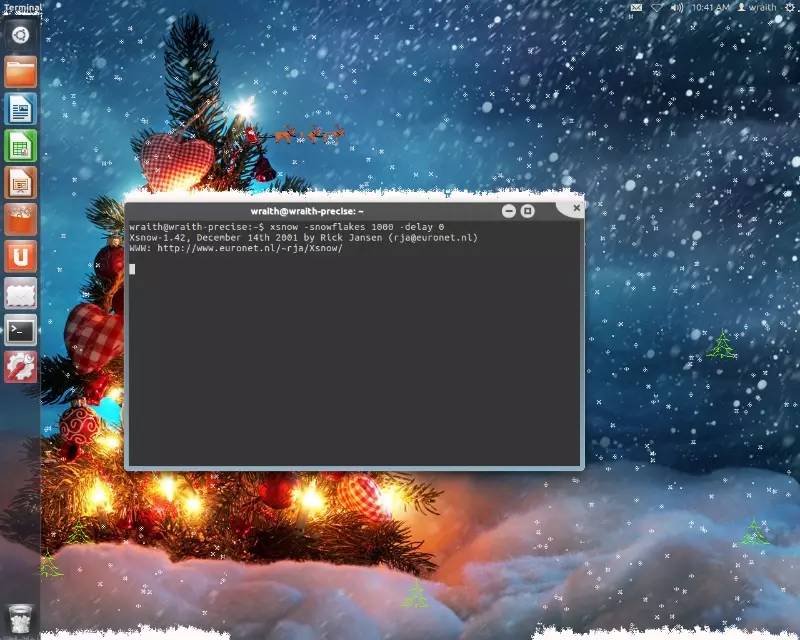 Terminal
10:41 AM wraith
wraith@wraith-precise: ~
wraith@wraith-precise:~$ xsnow -snowflakes 1000 -delay 0
Xsnow-1.42, December 14th 2001 by Rick Jansen (rja@euronet.nl)
WWW: http://www.euronet.nl/~rja/Xsnow/
U
>_